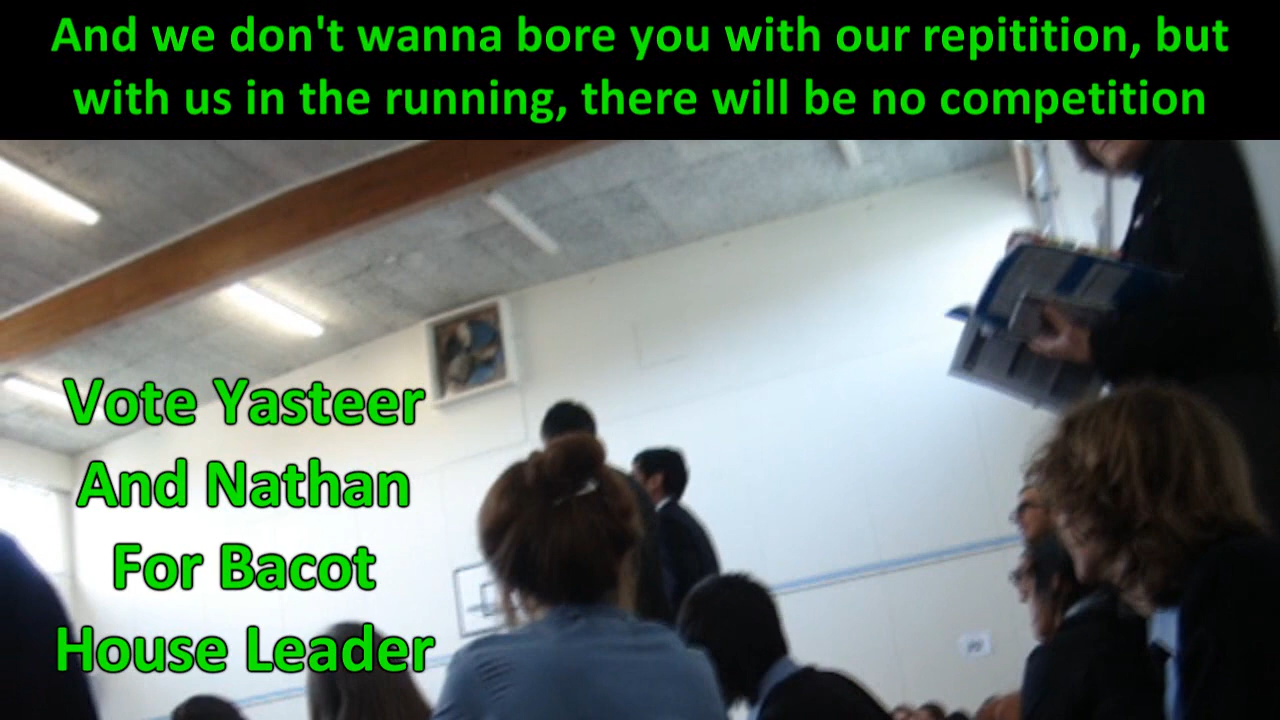 And we don't wanna bore you with our repitition, but
with us in the running, there will be no competition
Vote Yasteer
And Nathan
For Bacot
House Leader